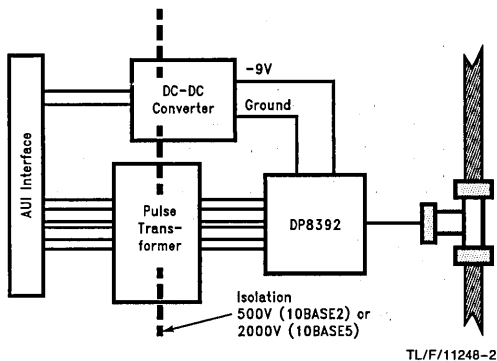 AUI Interface
DC-DC
Converter
-9V
Ground
Pulse
Trans-
former
DP8392
Isolation
500V (10BASE2) or
2000V (10BASE5)
TL/F/11248-2